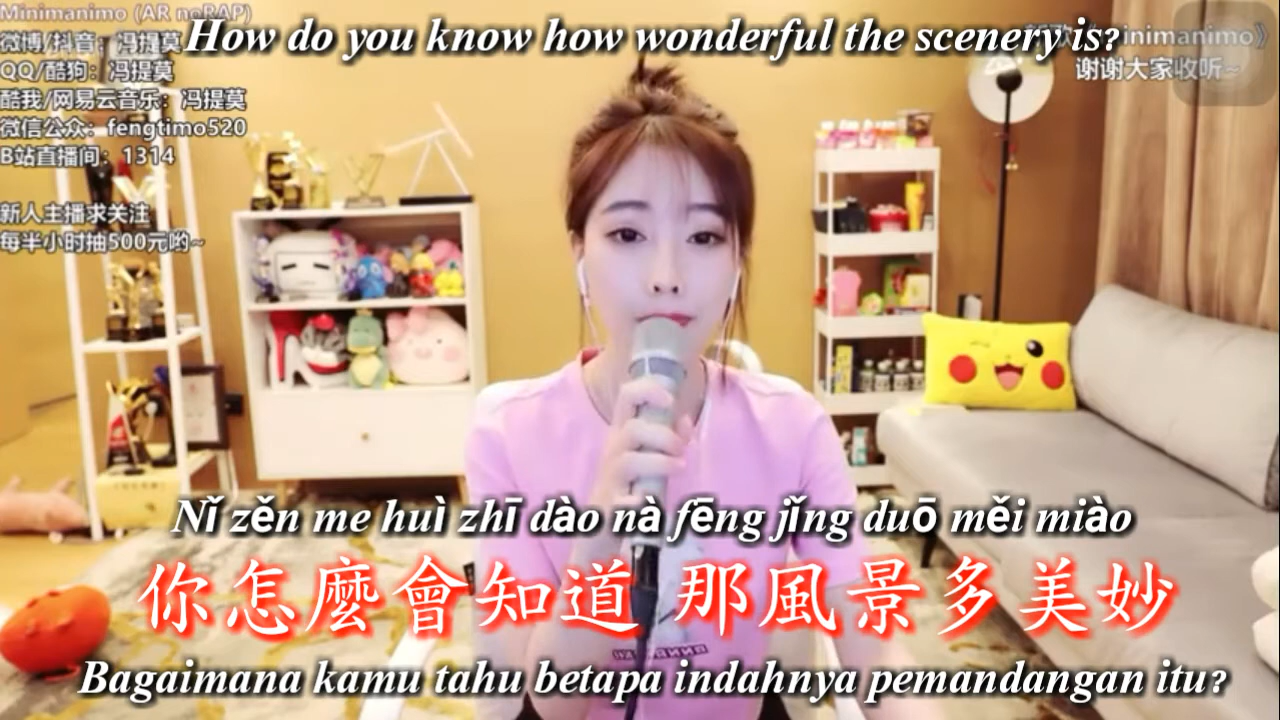 Minimanimo (AR noRAP)
微博/抖音：冯提莫
QQ/酷狗：冯提莫
酷我/网易云音乐：冯提莫
微信公众：fengtimo520
B站直播间：1314
新人主播求关注
每半小时抽500元哟~
How do you know how wonderful the scenery is?
inimanimo》
谢谢大家收听~
Nǐ zěn me huì zhī dào nà fēng jǐng duō měi miào
你怎麼會知道 那風景多美妙
Bagaimana kamu tahu betapa indahnya pemandangan itu?